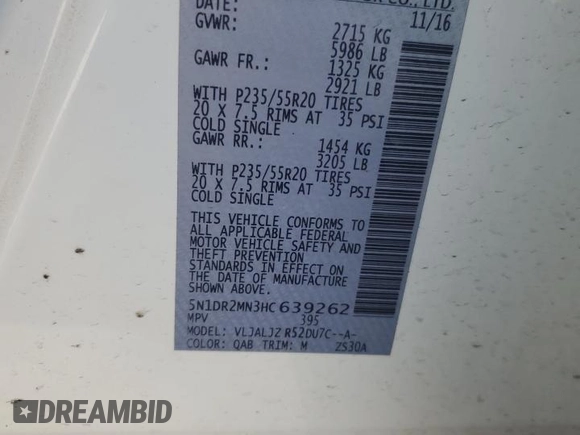 CO., LTD.
DATE: 11/16
GVWR: 2715 KG
5986 LB
GAWR FR.: 1325 KG
2921 LB
WITH P235/55R20 TIRES
20 X 7.5 RIMS AT 35 PSI
COLD SINGLE
GAWR RR.: 1454 KG
3205 LB
WITH P235/55R20 TIRES
20 X 7.5 RIMS AT 35 PSI
COLD SINGLE
THIS VEHICLE CONFORMS TO
ALL APPLICABLE FEDERAL
MOTOR VEHICLE SAFETY AND
THEFT PREVENTION
STANDARDS IN EFFECT ON
THE DATE OF MANUFACTURE
5N1DR2MN3HC639262
MPV 395
MODEL: VLJALJZ R52DU7C--A-
COLOR: QAB TRIM: M ZS30A
DREAMBID